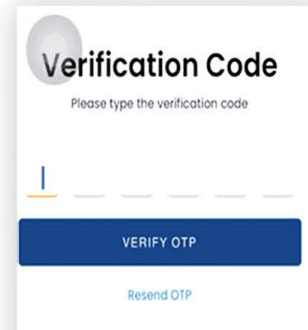 Verification Code
Please type the verification code
VERIFY OTP
Resend OTP